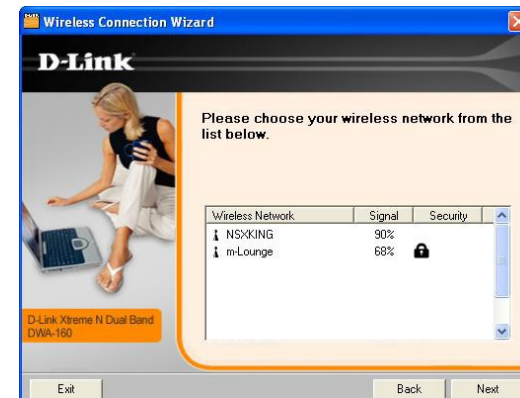 Wireless Connection Wizard
D-Link
Please choose your wireless network from the
list below.
Wireless Network Signal Security
NSXKING 90%
m-Lounge 68%
D-Link Xtreme N Dual Band
DWA-160
Exit Back Next